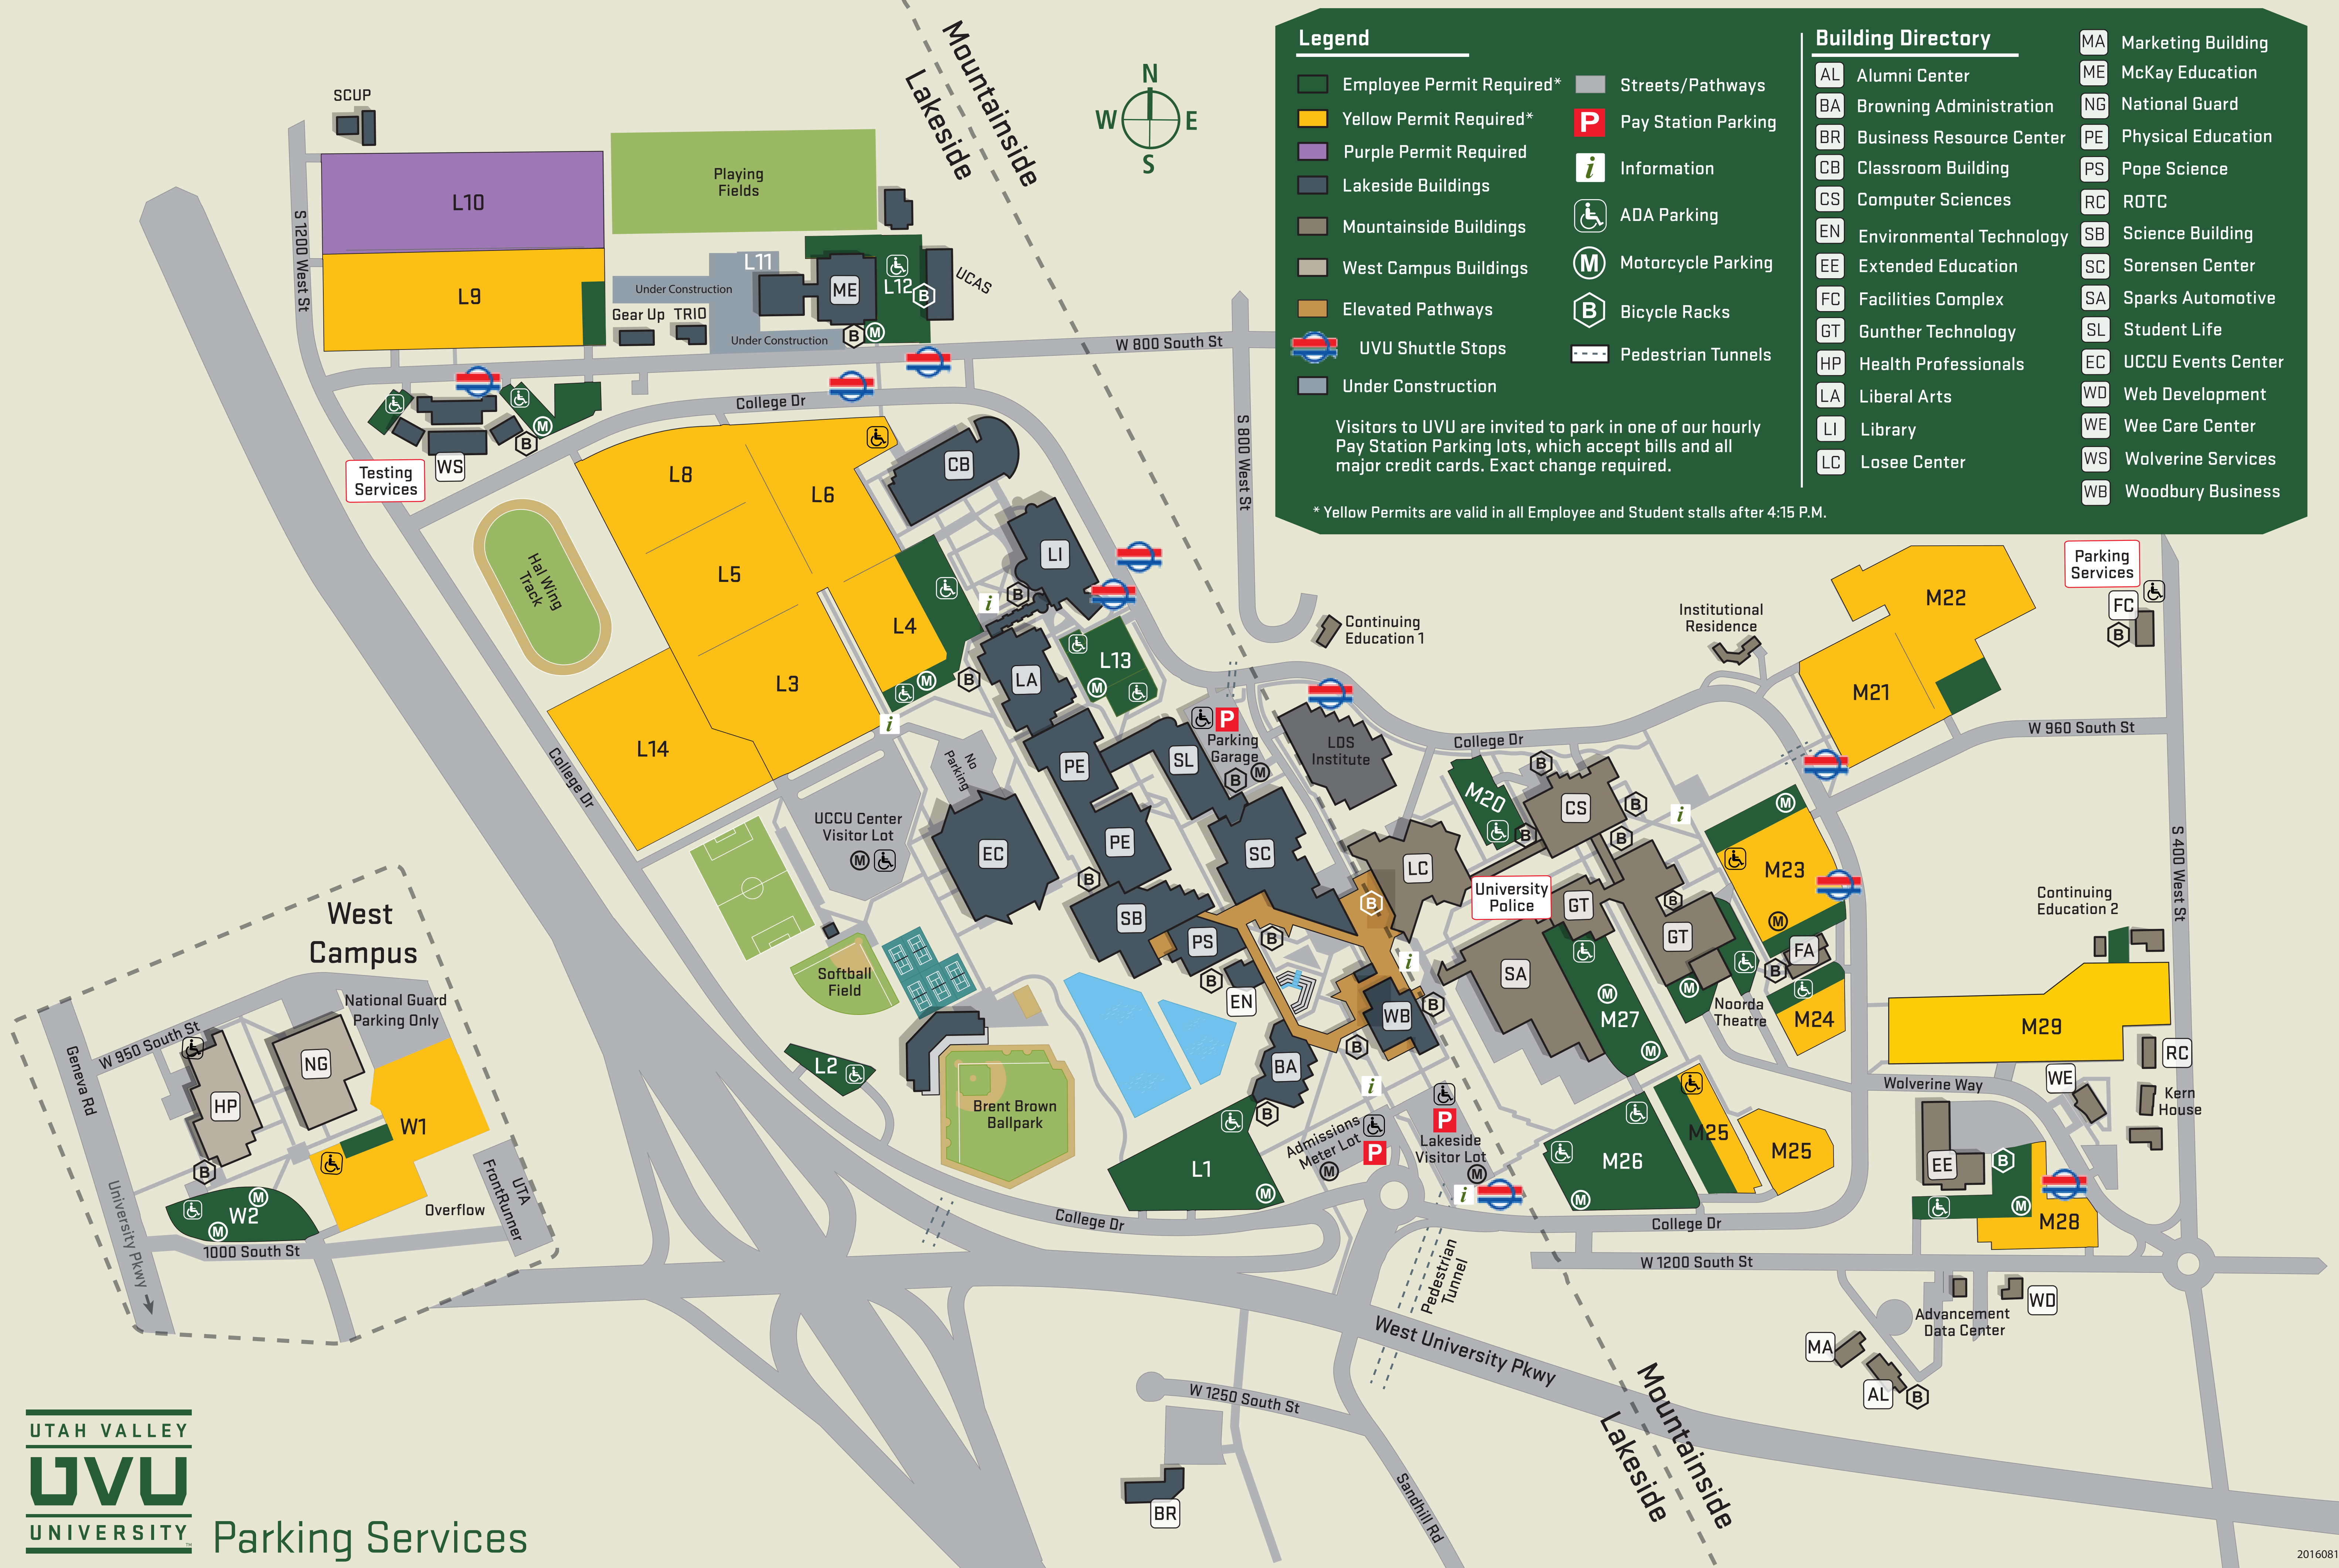 Legend
Employee Permit Required*
Yellow Permit Required*
Purple Permit Required
Lakeside Buildings
Mountainside Buildings
West Campus Buildings
Elevated Pathways
UVU Shuttle Stops
Under Construction
Streets/Pathways
P Pay Station Parking
i Information
ADA Parking
M Motorcycle Parking
B Bicycle Racks
Pedestrian Tunnels
Visitors to UVU are invited to park in one of our hourly
Pay Station Parking lots, which accept bills and all
major credit cards. Exact change required.
* Yellow Permits are valid in all Employee and Student stalls after 4:15 P.M.
Building Directory
AL Alumni Center
BA Browning Administration
BR Business Resource Center
CB Classroom Building
CS Computer Sciences
EN Environmental Technology
EE Extended Education
FC Facilities Complex
GT Gunther Technology
HP Health Professionals
LA Liberal Arts
LI Library
LC Losee Center
MA Marketing Building
ME McKay Education
NG National Guard
PE Physical Education
PS Pope Science
RC ROTC
SB Science Building
SC Sorensen Center
SA Sparks Automotive
SL Student Life
EC UCCU Events Center
WD Web Development
WE Wee Care Center
WS Wolverine Services
WB Woodbury Business
Mountainside
Lakeside
N
W E
S
SCUP
S 1200 West St
L10
L9
Playing
Fields
L11
Under Construction
Gear Up
TRIO
Under Construction
ME
L12
B
UCAS
B
M
W 800 South St
S 800 West St
College Dr
M
B
Testing
Services
WS
L8
L6
CB
L5
LI
Hal Wing
Track
L4
i
B
L3
M
B
LA
L13
M
i
L14
College Dr
No
Parking
PE
SL
P
Parking
Garage
B
M
LDS
Institute
Continuing
Education 1
College Dr
Institutional
Residence
M22
M21
Parking
Services
FC
B
W 960 South St
S 400 West St
UCCU Center
Visitor Lot
M
EC
PE
B
SC
SB
PS
B
B
EN
LC
B
M20
B
B
CS
B
B
i
University
Police
GT
B
GT
M
M23
M
M
FA
B
Noorda
Theatre
M24
SA
M
M27
M
i
WB
B
B
BA
B
i
Softball
Field
L2
Brent Brown
Ballpark
L1
M
Admissions
Meter Lot
M
P
P
Lakeside
Visitor Lot
M
i
M26
M
M25
M25
College Dr
College Dr
Continuing
Education 2
M29
RC
WE
Kern
House
Wolverine Way
EE
B
M
M28
W 1200 South St
Advancement
Data Center
WD
MA
AL
B
West
Campus
National Guard
Parking Only
W 950 South St
Geneva Rd
NG
HP
B
W1
M
W2
M
Overflow
UTA
FrontRunner
1000 South St
University Pkwy
Pedestrian
Tunnel
West University Pkwy
W 1250 South St
BR
Sandhill Rd
Mountainside
Lakeside
UTAH VALLEY
UVU
UNIVERSITY
TM
Parking Services
2016081